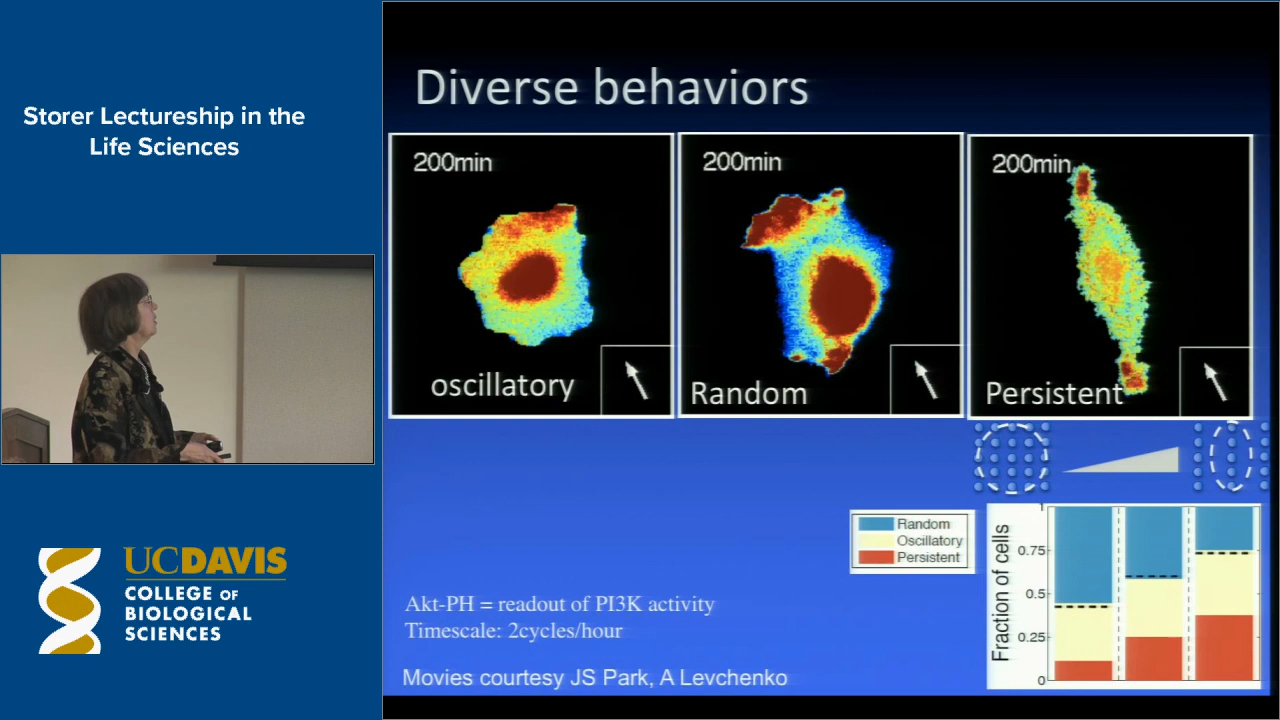 Storer Lectureship in the
Life Sciences
UCDAVIS
COLLEGE OF
BIOLOGICAL
SCIENCES
Diverse behaviors
200min
oscillatory
200min
Random
200min
Persistent
Random
Oscillatory
Persistent
Fraction of cells
1
0.75
0.5
0.25
0
Akt-PH = readout of PI3K activity
Timescale: 2cycles/hour
Movies courtesy JS Park, A Levchenko